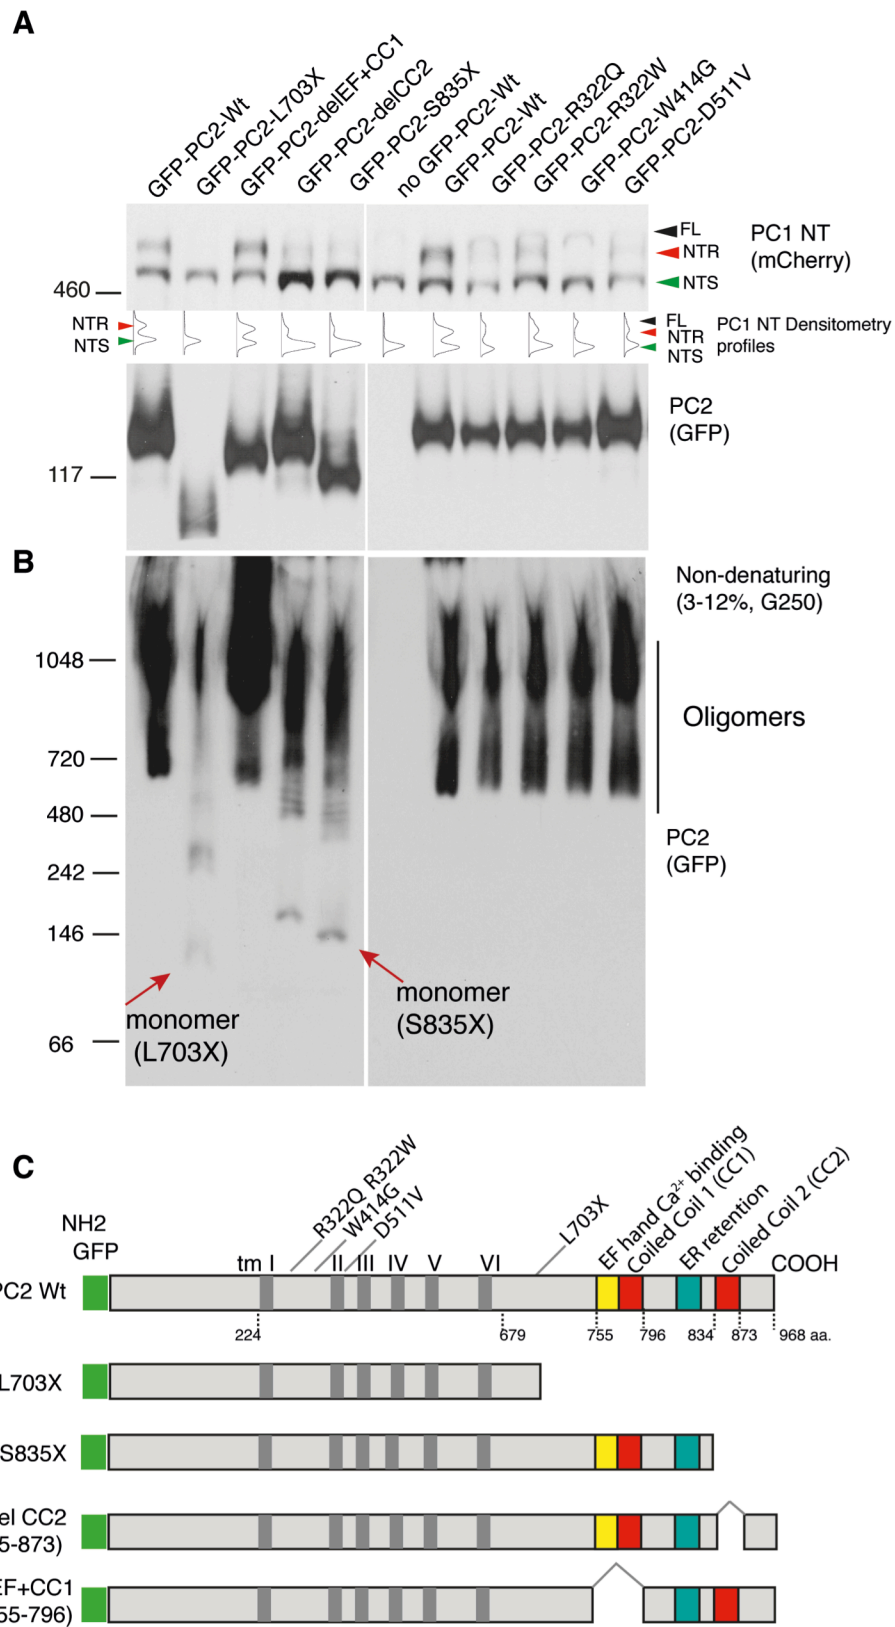 A
GFP-PC2-Wt
GFP-PC2-L703X
GFP-PC2-delEF+CC1
GFP-PC2-delCC2
GFP-PC2-S835X
no GFP-PC2-Wt
GFP-PC2-Wt
GFP-PC2-R322Q
GFP-PC2-R322W
GFP-PC2-W414G
GFP-PC2-D511V
FL
NTR
NTS
PC1 NT
(mCherry)
460
NTR
NTS
FL
NTR
NTS
PC1 NT Densitometry
profiles
PC2
(GFP)
117
B
Non-denaturing
(3-12%, G250)
1048
720
480
242
146
66
Oligomers
PC2
(GFP)
monomer
(L703X)
monomer
(S835X)
C
NH2
GFP
tm I
II
III
IV
V
VI
R322Q R322W
W414G
D511V
L703X
EF hand Ca²⁺ binding
Coiled Coil 1 (CC1)
ER retention
Coiled Coil 2 (CC2)
COOH
PC2 Wt
224
679
755
796
834
873
968 aa.
L703X
S835X
el CC2
5-873)
EF+CC1
55-796)